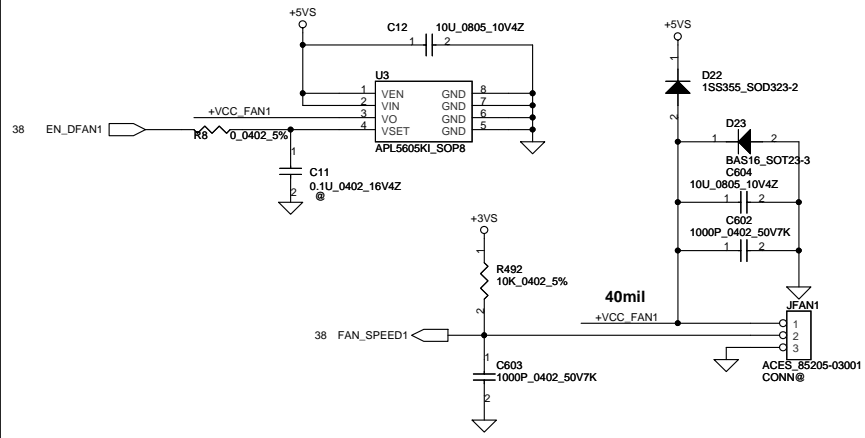 +5VS
C12 10U_0805_10V4Z
1 2
U3
1 VEN GND 8
2 VIN GND 7
3 VO GND 6
4 VSET GND 5
APL5605KI_SOP8
+VCC_FAN1
38 EN_DFAN1
R8 0_0402_5%
1
C11
0.1U_0402_16V4Z
2
@
+5VS
1
D22
1SS355_SOD323-2
2
D23
1 2
BAS16_SOT23-3
C604
10U_0805_10V4Z
1 2
C602
1000P_0402_50V7K
1 2
+3VS
1
R492
10K_0402_5%
2
40mil
+VCC_FAN1
38 FAN_SPEED1
1
C603
1000P_0402_50V7K
2
JFAN1
1
2
3
ACES_85205-03001
CONN@